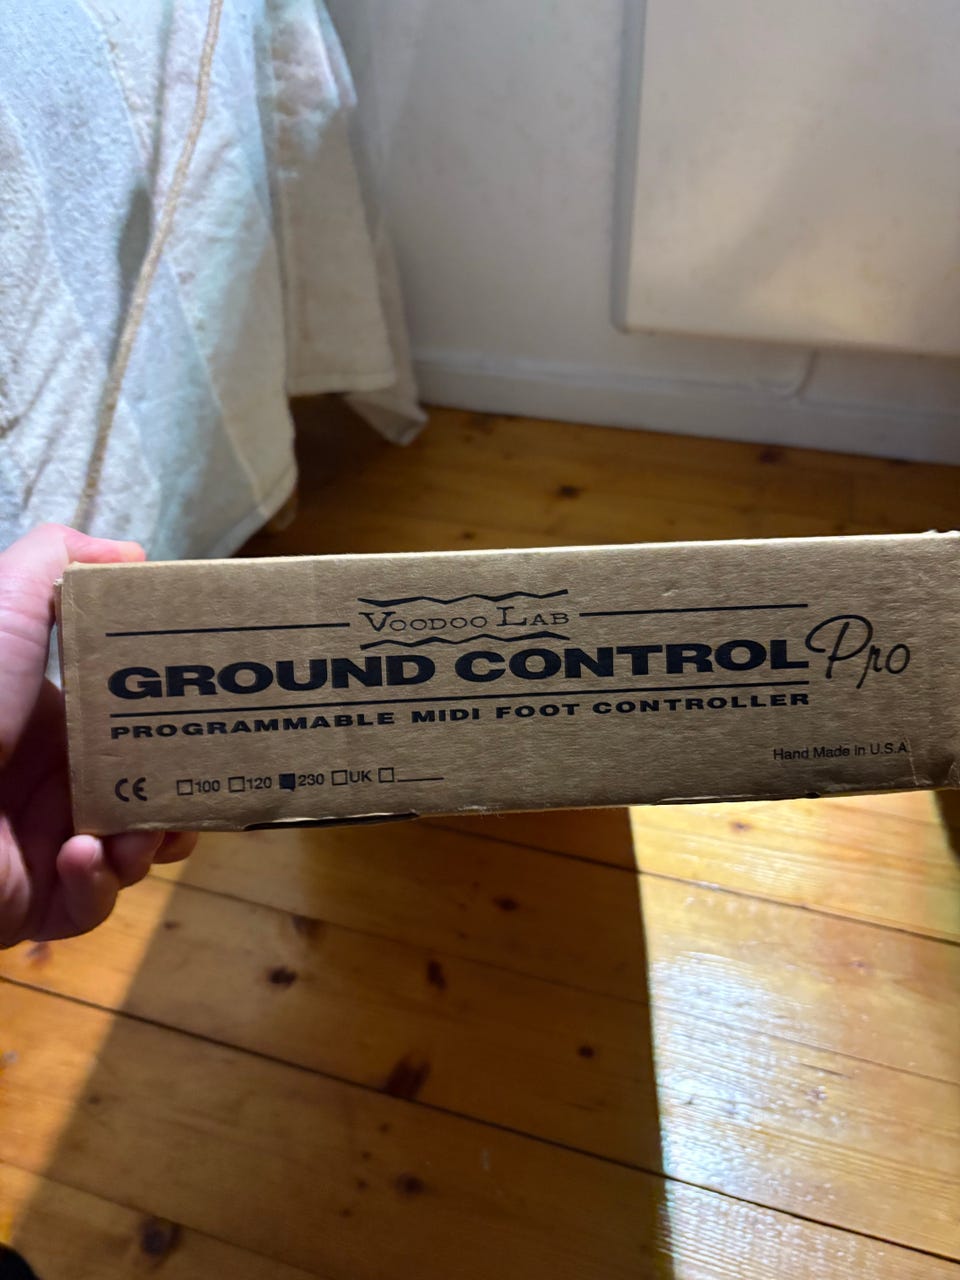 VOODOO LAB
GROUND CONTROL Pro
PROGRAMMABLE MIDI FOOT CONTROLLER
Hand Made in U.S.A.
CE 100 120 230 UK